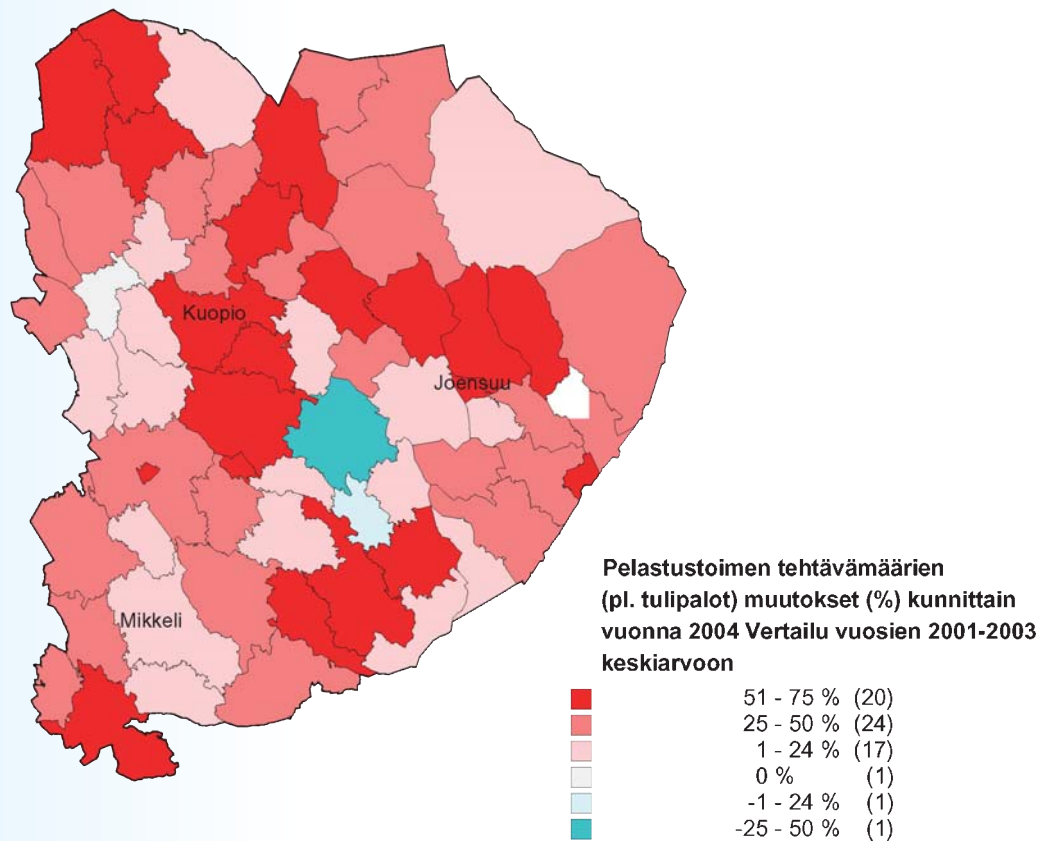 Kuopio
Joensuu
Mikkeli
Pelastustoimen tehtävämäärien
(pl. tulipalot) muutokset (%) kunnittain
vuonna 2004 Vertailu vuosien 2001-2003
keskiarvoon
51 - 75 % (20)
25 - 50 % (24)
1 - 24 % (17)
0 % (1)
-1 - 24 % (1)
-25 - 50 % (1)